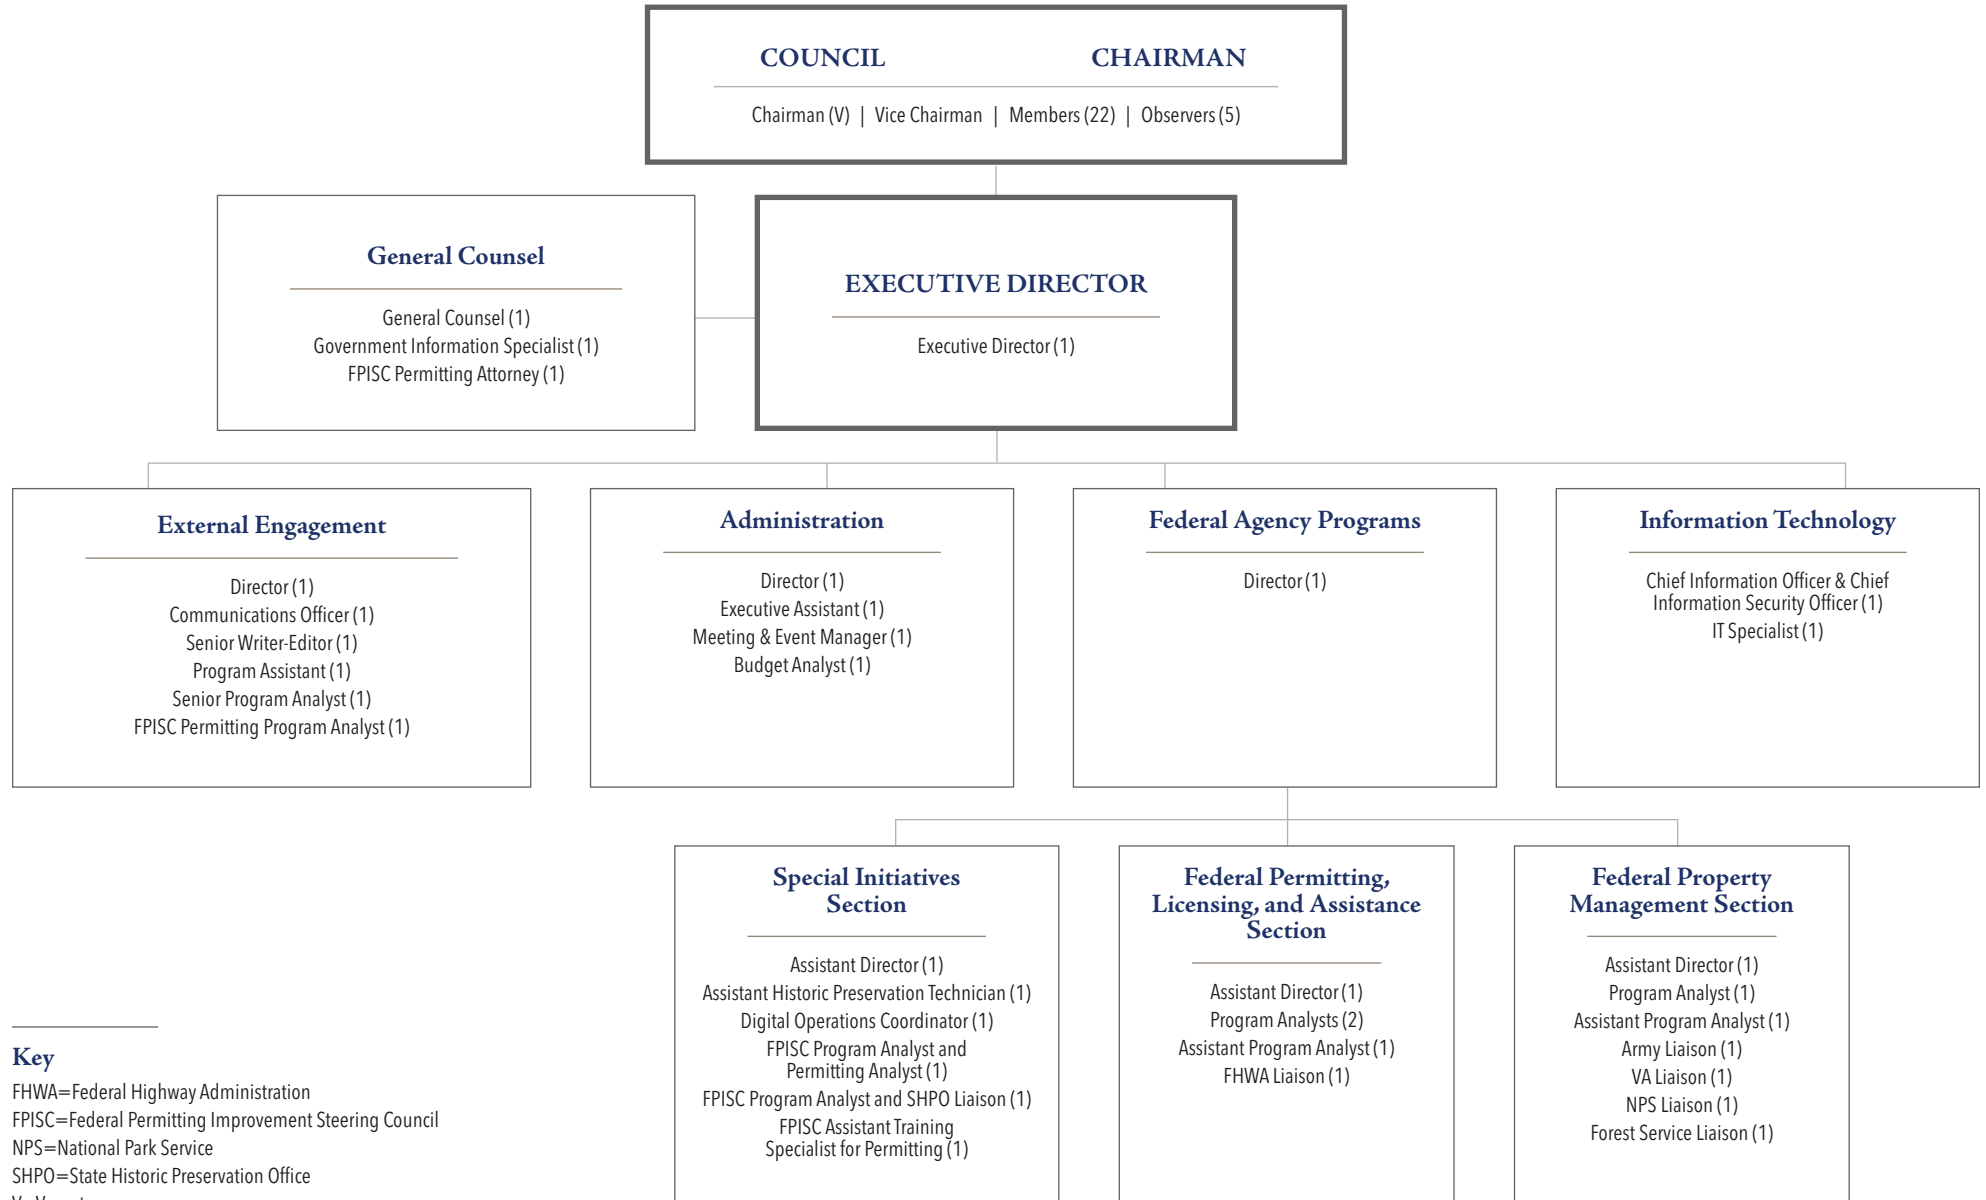 COUNCIL CHAIRMAN
Chairman (V) | Vice Chairman | Members (22) | Observers (5)
General Counsel
General Counsel (1)
Government Information Specialist (1)
FPISC Permitting Attorney (1)
EXECUTIVE DIRECTOR
Executive Director (1)
External Engagement
Director (1)
Communications Officer (1)
Senior Writer-Editor (1)
Program Assistant (1)
Senior Program Analyst (1)
FPISC Permitting Program Analyst (1)
Administration
Director (1)
Executive Assistant (1)
Meeting & Event Manager (1)
Budget Analyst (1)
Federal Agency Programs
Director (1)
Information Technology
Chief Information Officer & Chief
Information Security Officer (1)
IT Specialist (1)
Special Initiatives
Section
Assistant Director (1)
Assistant Historic Preservation Technician (1)
Digital Operations Coordinator (1)
FPISC Program Analyst and
Permitting Analyst (1)
FPISC Program Analyst and SHPO Liaison (1)
FPISC Assistant Training
Specialist for Permitting (1)
Federal Permitting,
Licensing, and Assistance
Section
Assistant Director (1)
Program Analysts (2)
Assistant Program Analyst (1)
FHWA Liaison (1)
Federal Property
Management Section
Assistant Director (1)
Program Analyst (1)
Assistant Program Analyst (1)
Army Liaison (1)
VA Liaison (1)
NPS Liaison (1)
Forest Service Liaison (1)
Key
FHWA=Federal Highway Administration
FPISC=Federal Permitting Improvement Steering Council
NPS=National Park Service
SHPO=State Historic Preservation Office